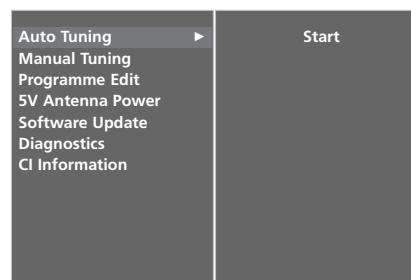 Auto Tuning ►
Start
Manual Tuning
Programme Edit
5V Antenna Power
Software Update
Diagnostics
CI Information